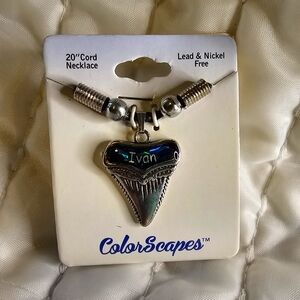 20"Cord
Necklace
Lead & Nickel
Free
Ivan
ColorScapes™